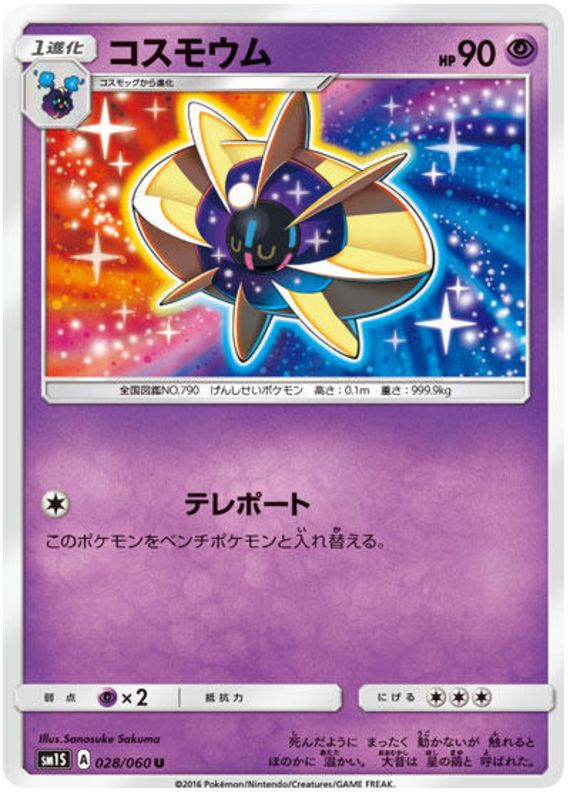 1進化
コスモウム
HP 90
コスモッグから進化
全国図鑑NO.790 げんしせいポケモン 高さ：0.1m 重さ：999.9kg
テレポート
このポケモンをベンチポケモンと入れ替える。
弱点 ×2 抵抗力 にげる
Illus.Sanosuke Sakuma
SM1S A 028/060 U
死んだように まったく 動かないが 触れると
ほのかに 温かい。 大昔は 星の繭と 呼ばれた。
©2016 Pokémon/Nintendo/Creatures/GAME FREAK.